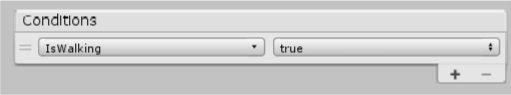 Conditions
IsWalking true
+ −